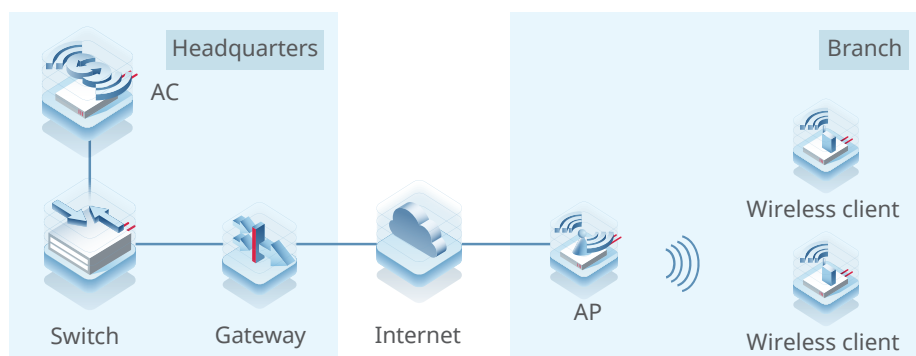 Headquarters
Branch
AC
Wireless client
Switch
Gateway
Internet
AP
Wireless client